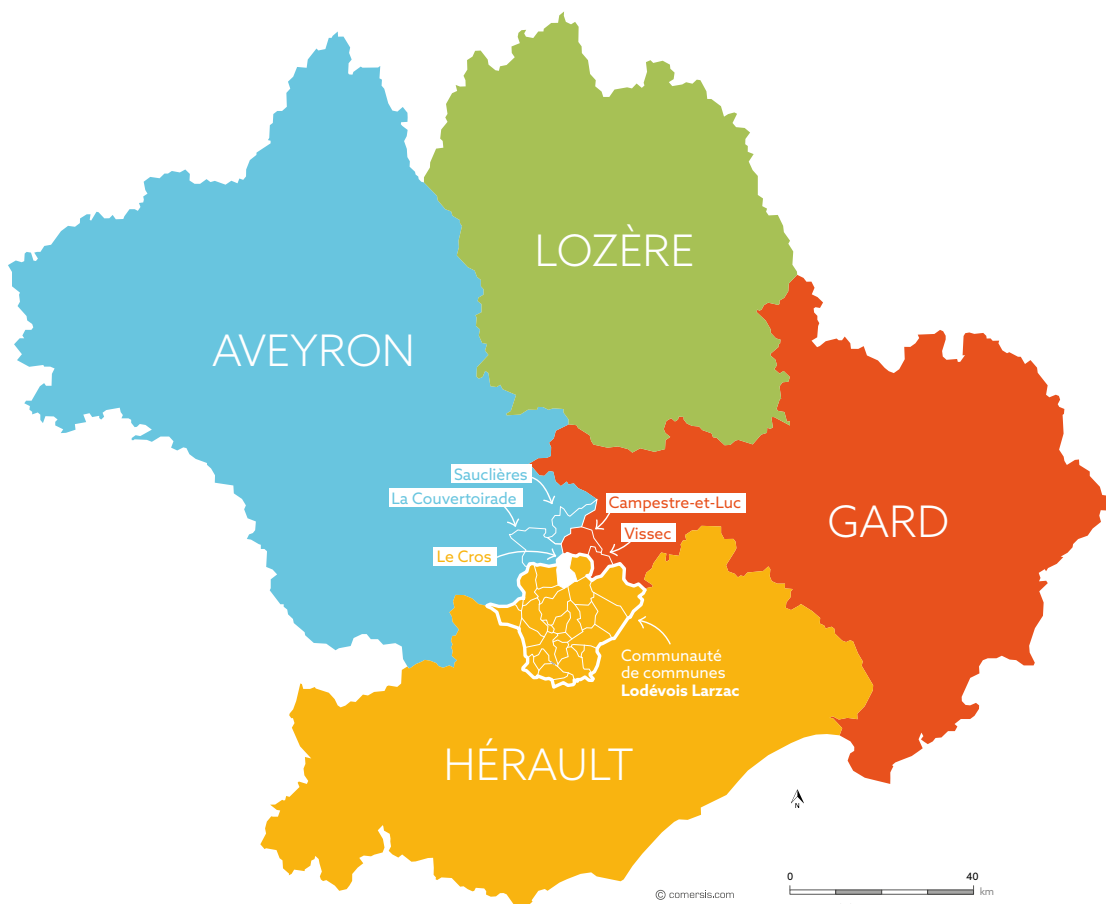 LOZÈRE
AVEYRON
Sauclières
La Couvertoirade
Campestre-et-Luc
GARD
Vissec
Le Cros
Communauté
de communes
Lodévois Larzac
HÉRAULT
N
0
40
km
© comersis.com